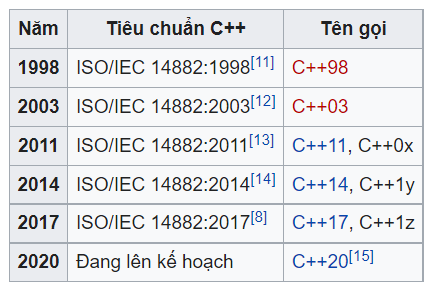 Năm Tiêu chuẩn C++ Tên gọi
1998 ISO/IEC 14882:1998[11] C++98
2003 ISO/IEC 14882:2003[12] C++03
2011 ISO/IEC 14882:2011[13] C++11, C++0x
2014 ISO/IEC 14882:2014[14] C++14, C++1y
2017 ISO/IEC 14882:2017[8] C++17, C++1z
2020 Đang lên kế hoạch C++20[15]